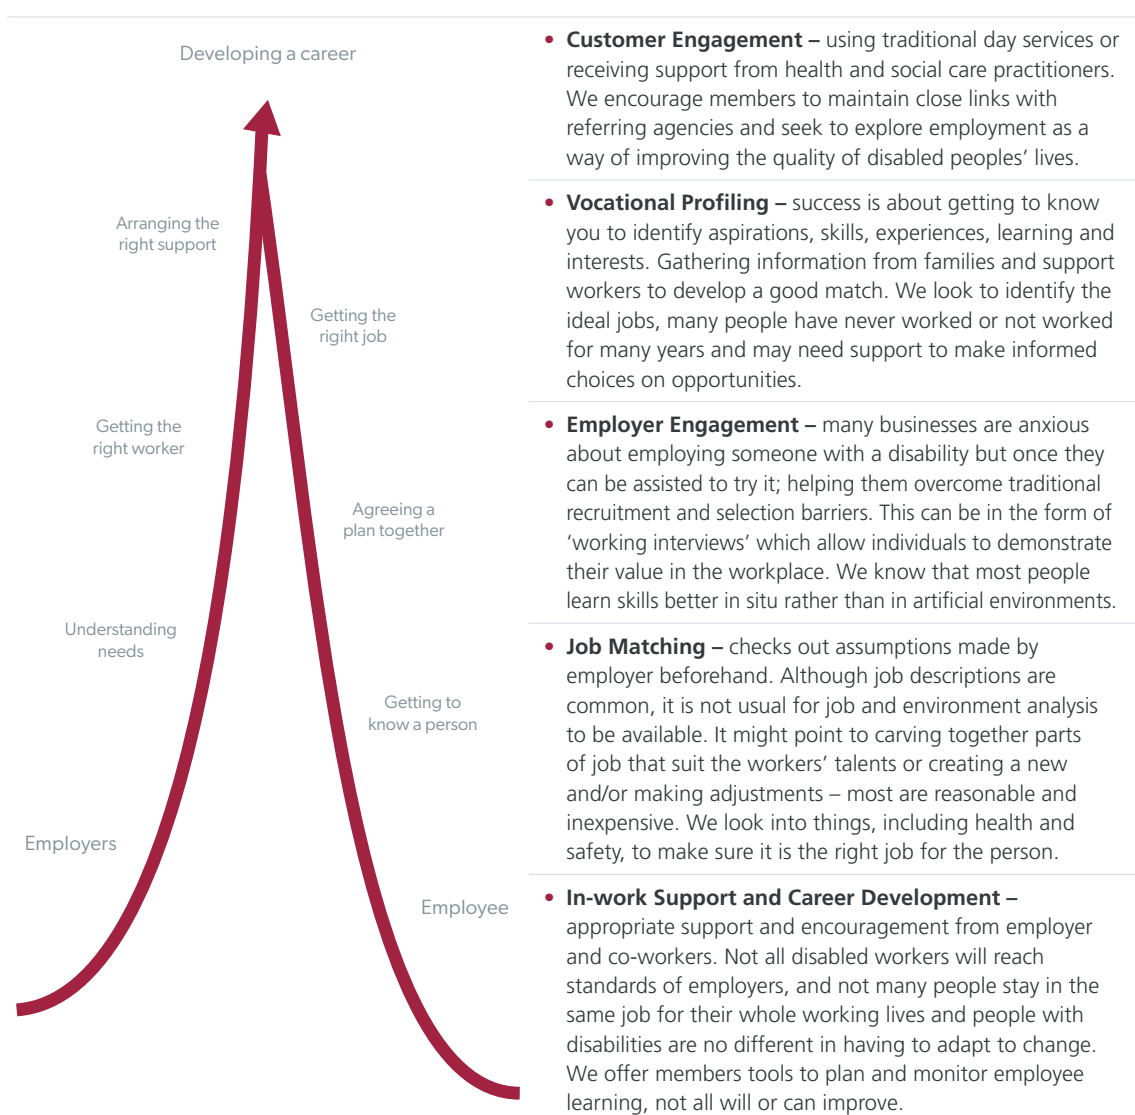 Developing a career
Arranging the
right support
Getting the
rigiht job
Getting the
right worker
Agreeing a
plan together
Understanding
needs
Getting to
know a person
Employers
Employee
• Customer Engagement – using traditional day services or
receiving support from health and social care practitioners.
We encourage members to maintain close links with
referring agencies and seek to explore employment as a
way of improving the quality of disabled peoples’ lives.
• Vocational Profiling – success is about getting to know
you to identify aspirations, skills, experiences, learning and
interests. Gathering information from families and support
workers to develop a good match. We look to identify the
ideal jobs, many people have never worked or not worked
for many years and may need support to make informed
choices on opportunities.
• Employer Engagement – many businesses are anxious
about employing someone with a disability but once they
can be assisted to try it; helping them overcome traditional
recruitment and selection barriers. This can be in the form of
‘working interviews’ which allow individuals to demonstrate
their value in the workplace. We know that most people
learn skills better in situ rather than in artificial environments.
• Job Matching – checks out assumptions made by
employer beforehand. Although job descriptions are
common, it is not usual for job and environment analysis
to be available. It might point to carving together parts
of job that suit the workers’ talents or creating a new
and/or making adjustments – most are reasonable and
inexpensive. We look into things, including health and
safety, to make sure it is the right job for the person.
• In-work Support and Career Development –
appropriate support and encouragement from employer
and co-workers. Not all disabled workers will reach
standards of employers, and not many people stay in the
same job for their whole working lives and people with
disabilities are no different in having to adapt to change.
We offer members tools to plan and monitor employee
learning, not all will or can improve.